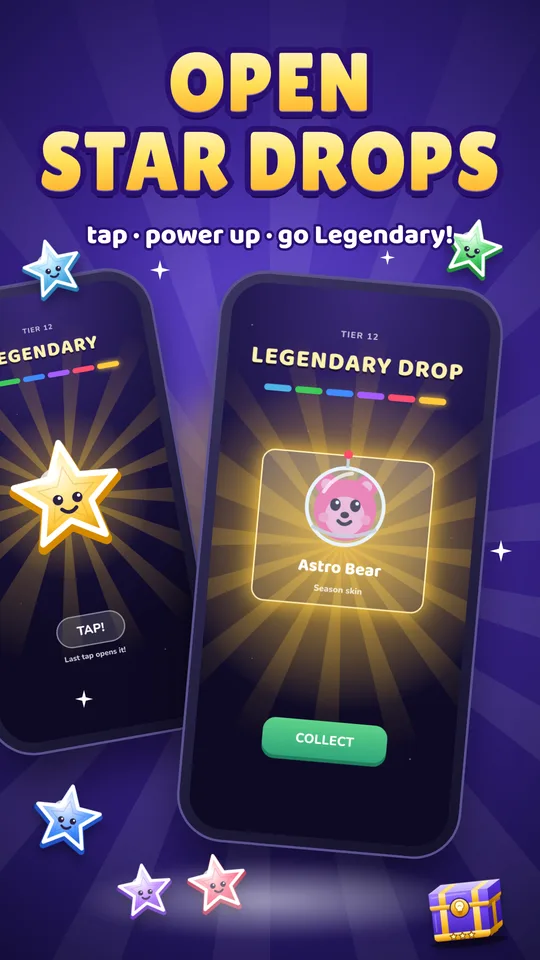 OPEN
STAR DROPS
tap • power up • go Legendary!
TIER 12
EGENDARY
TAP!
Last tap opens it!
TIER 12
LEGENDARY DROP
Astro Bear
Season skin
COLLECT